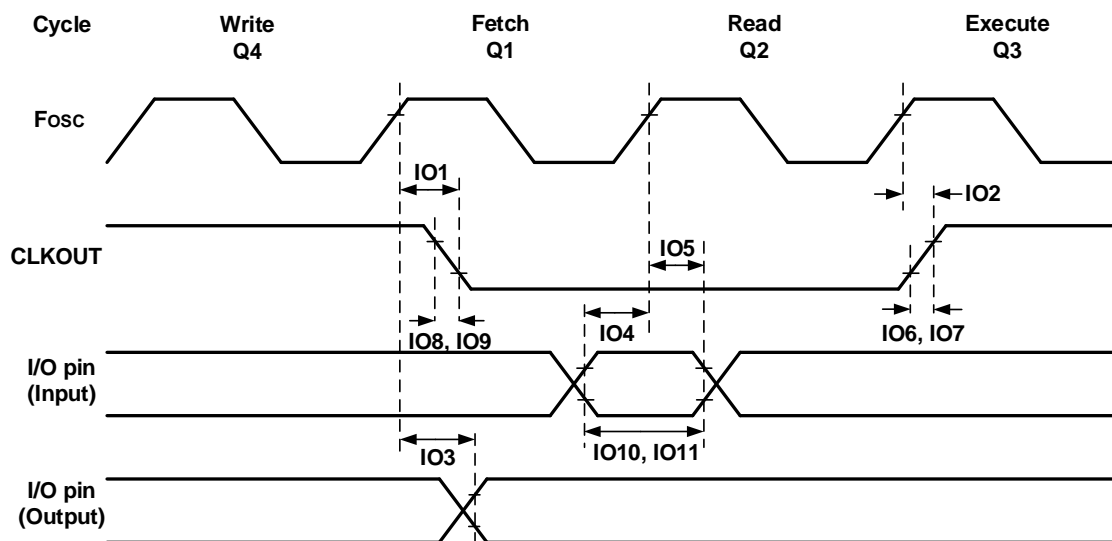 Cycle Write Fetch Read Execute
Q4 Q1 Q2 Q3
Fosc
IO1
IO2
CLKOUT
IO5
IO4
IO8, IO9
IO6, IO7
I/O pin
(Input)
IO10, IO11
IO3
I/O pin
(Output)